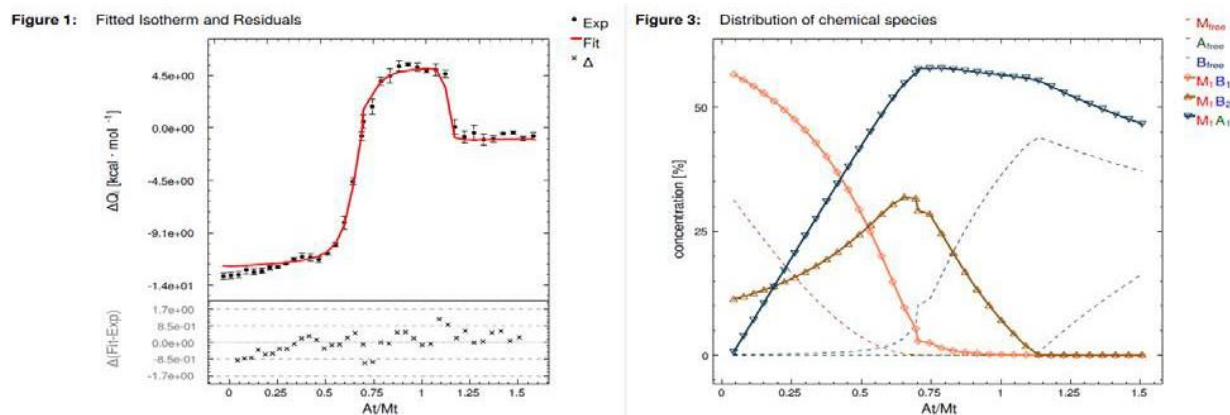 Figure 1: Fitted Isotherm and Residuals
Exp
Fit
Δ
ΔQᵢ [kcal · mol ⁻¹]
4.5e+00
0.0e+00
-4.5e+00
-9.1e+00
-1.4e+01
Δ(Fit-Exp)
1.7e+00
8.5e-01
0.0e+00
-8.5e-01
-1.7e+00
0 0.25 0.5 0.75 1 1.25 1.5
At/Mt
Figure 3: Distribution of chemical species
M free
A free
B free
M₁B₁
M₁B₂
M₁A₁
concentration [%]
50
25
0
0 0.25 0.5 0.75 1 1.25 1.5
At/Mt